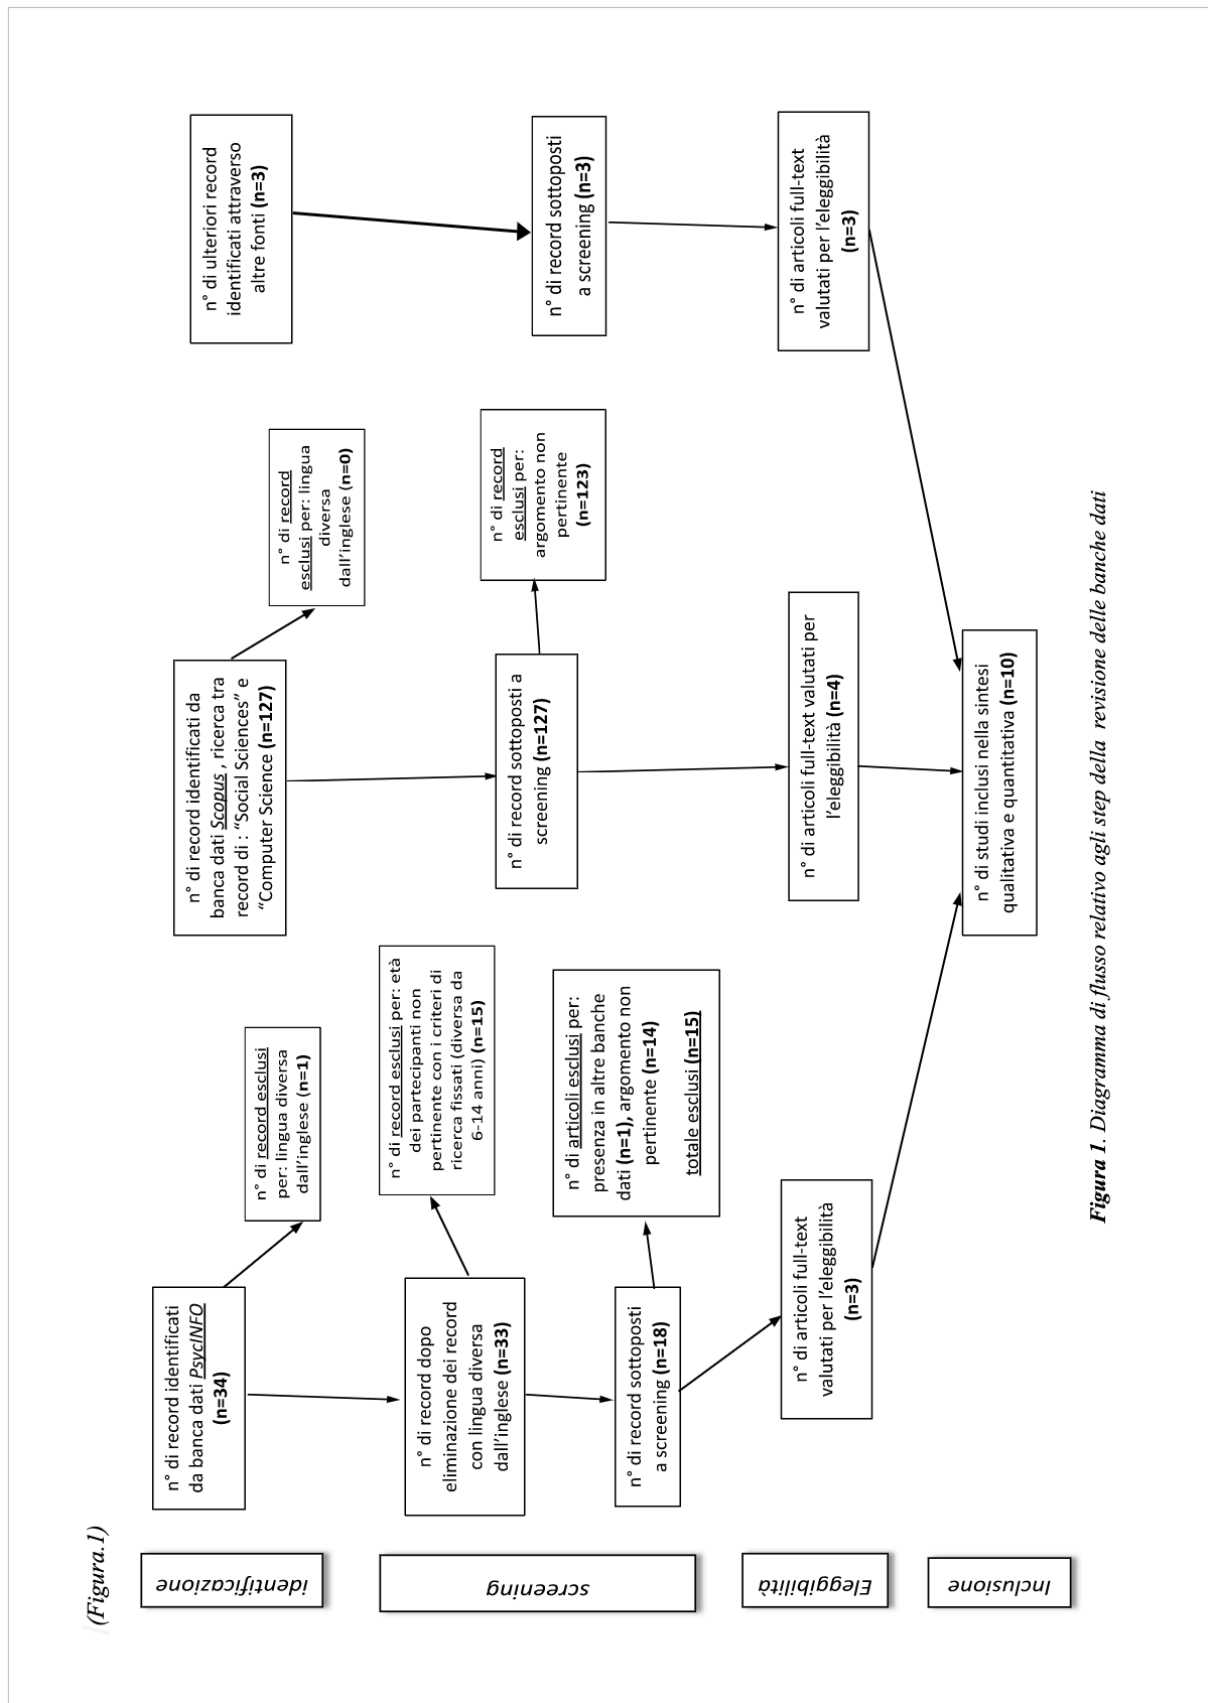 (Figura.1)
identificazione
n° di record identificati
da banca dati PsycINFO
(n=34)
n° di record esclusi
per: lingua diversa
dall'inglese (n=1)
n° di record identificati da
banca dati Scopus , ricerca tra
record di : "Social Sciences" e
"Computer Science (n=127)
n° di record
esclusi per: lingua
diversa
dall'inglese (n=0)
n° di ulteriori record
identificati attraverso
altre fonti (n=3)
screening
n° di record dopo
eliminazione dei record
con lingua diversa
dall'inglese (n=33)
n° di record esclusi per: età
dei partecipanti non
pertinente con i criteri di
ricerca fissati (diversa da
6-14 anni) (n=15)
n° di record sottoposti a
screening (n=127)
n° di record
esclusi per:
argomento non
pertinente
(n=123)
n° di record sottoposti
a screening (n=3)
n° di record sottoposti
a screening (n=18)
n° di articoli esclusi per:
presenza in altre banche
dati (n=1), argomento non
pertinente (n=14)
totale esclusi (n=15)
Eleggibilità
n° di articoli full-text
valutati per l'eleggibilità
(n=3)
n° di articoli full-text valutati per
l'eleggibilità (n=4)
n° di articoli full-text
valutati per l'eleggibilità
(n=3)
Inclusione
n° di studi inclusi nella sintesi
qualitativa e quantitativa (n=10)
Figura 1. Diagramma di flusso relativo agli step della revisione delle banche dati